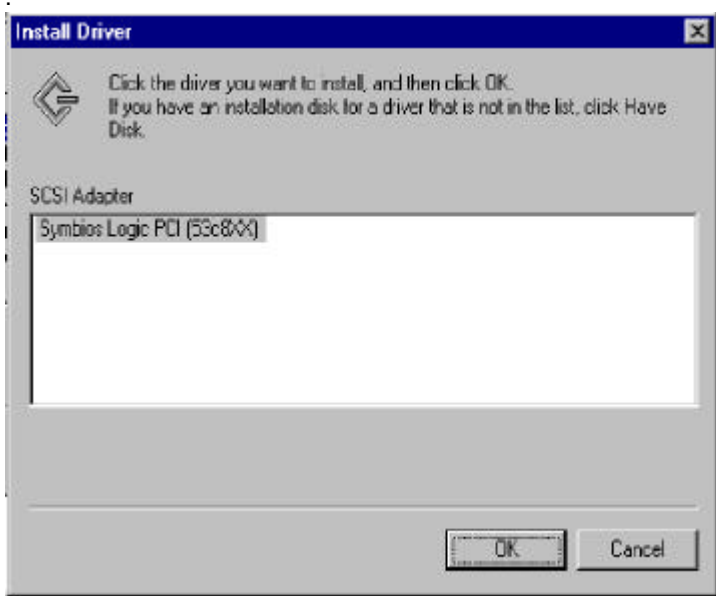 Install Driver
Click the driver you want to install, and then click OK.
If you have an installation disk for a driver that is not in the list, click Have
Disk.
SCSI Adapter
Symbios Logic PCI (53c8XX)
OK
Cancel